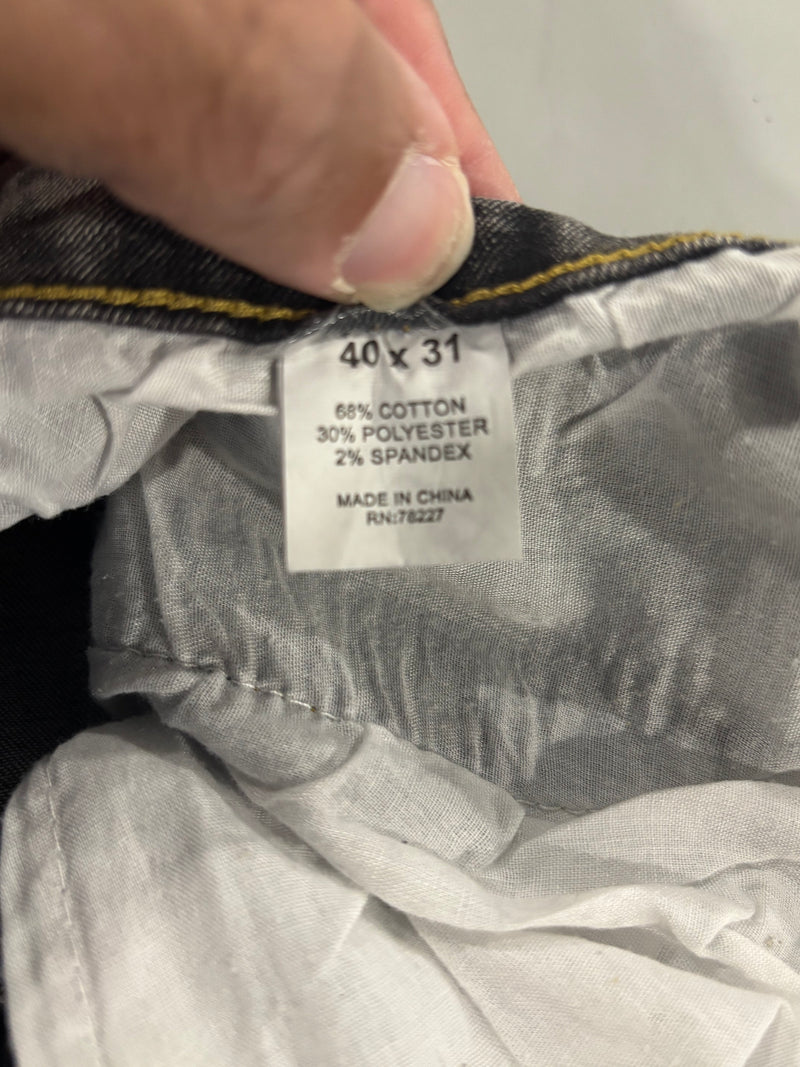 40 x 31
68% COTTON
30% POLYESTER
2% SPANDEX
MADE IN CHINA
RN:78227